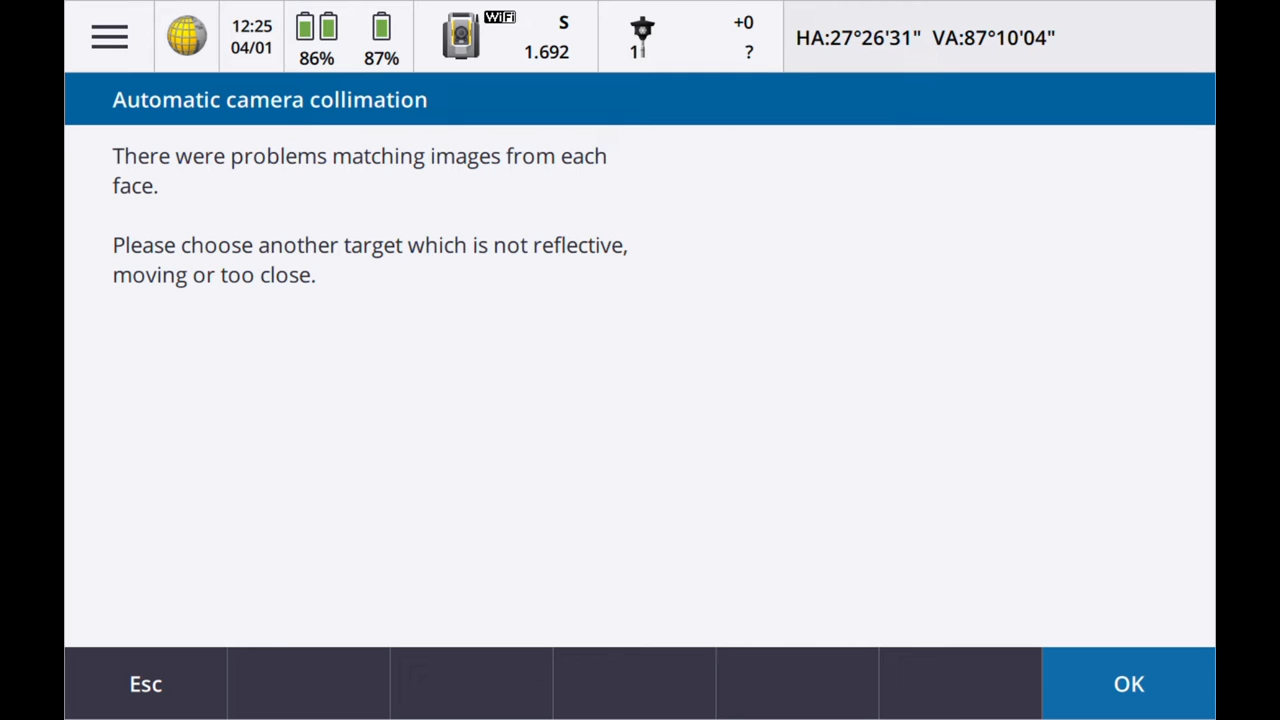 12:25
04/01
86%
87%
WiFi
S
1.692
1
+0
?
HA:27°26'31" VA:87°10'04"
Automatic camera collimation
There were problems matching images from each
face.
Please choose another target which is not reflective,
moving or too close.
Esc
OK